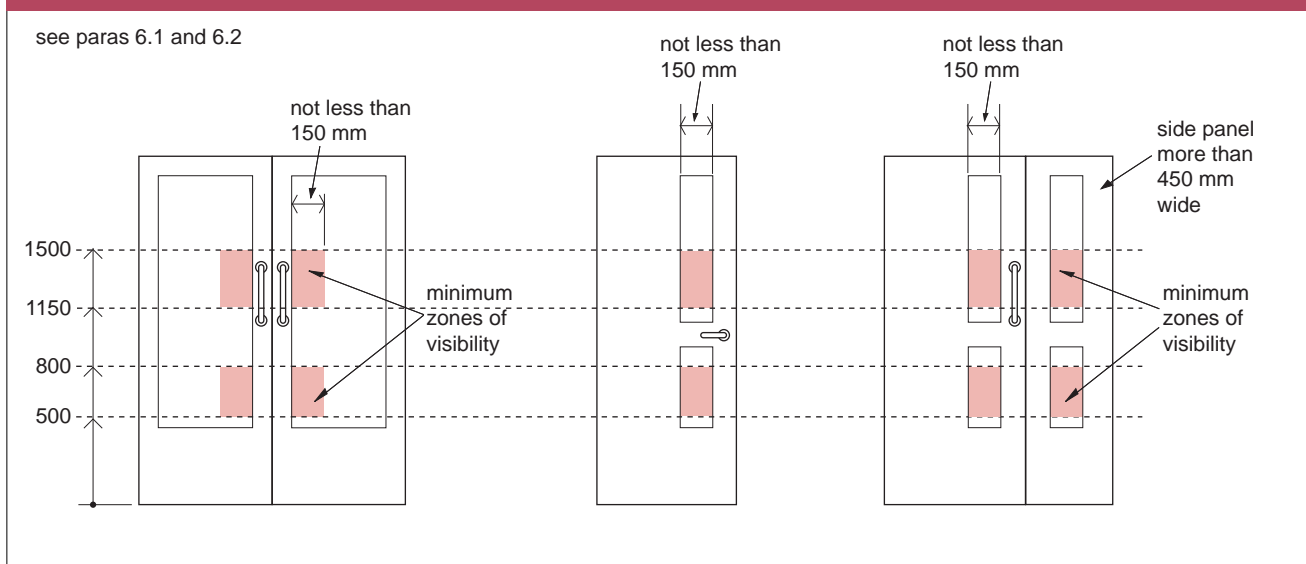 see paras 6.1 and 6.2
not less than
150 mm
not less than
150 mm
not less than
150 mm
side panel
more than
450 mm
wide
1500
1150
800
500
minimum
zones of
visibility
minimum
zones of
visibility